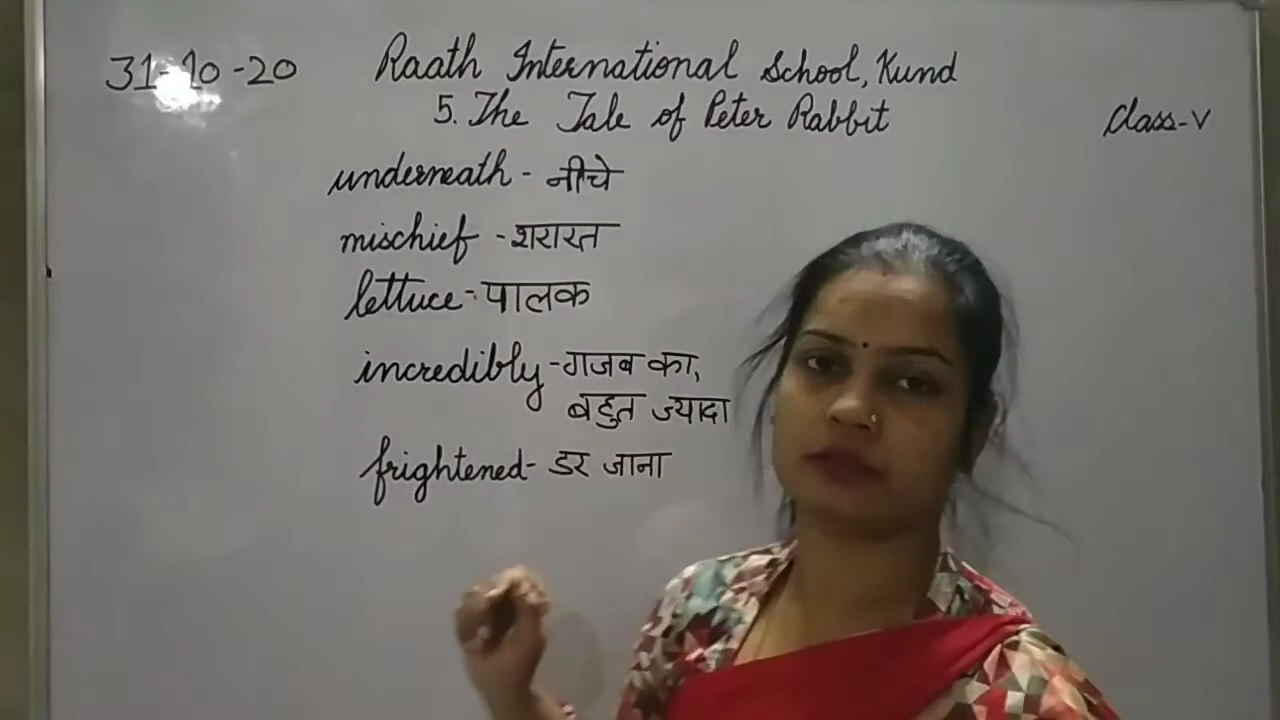 31-10-20 Raath International School, Kund
5. The Tale of Peter Rabbit Class-V
underneath - नीचे
mischief - शरारत
lettuce - पालक
incredibly - गजब का,
बहुत ज्यादा
frightened - डर जाना